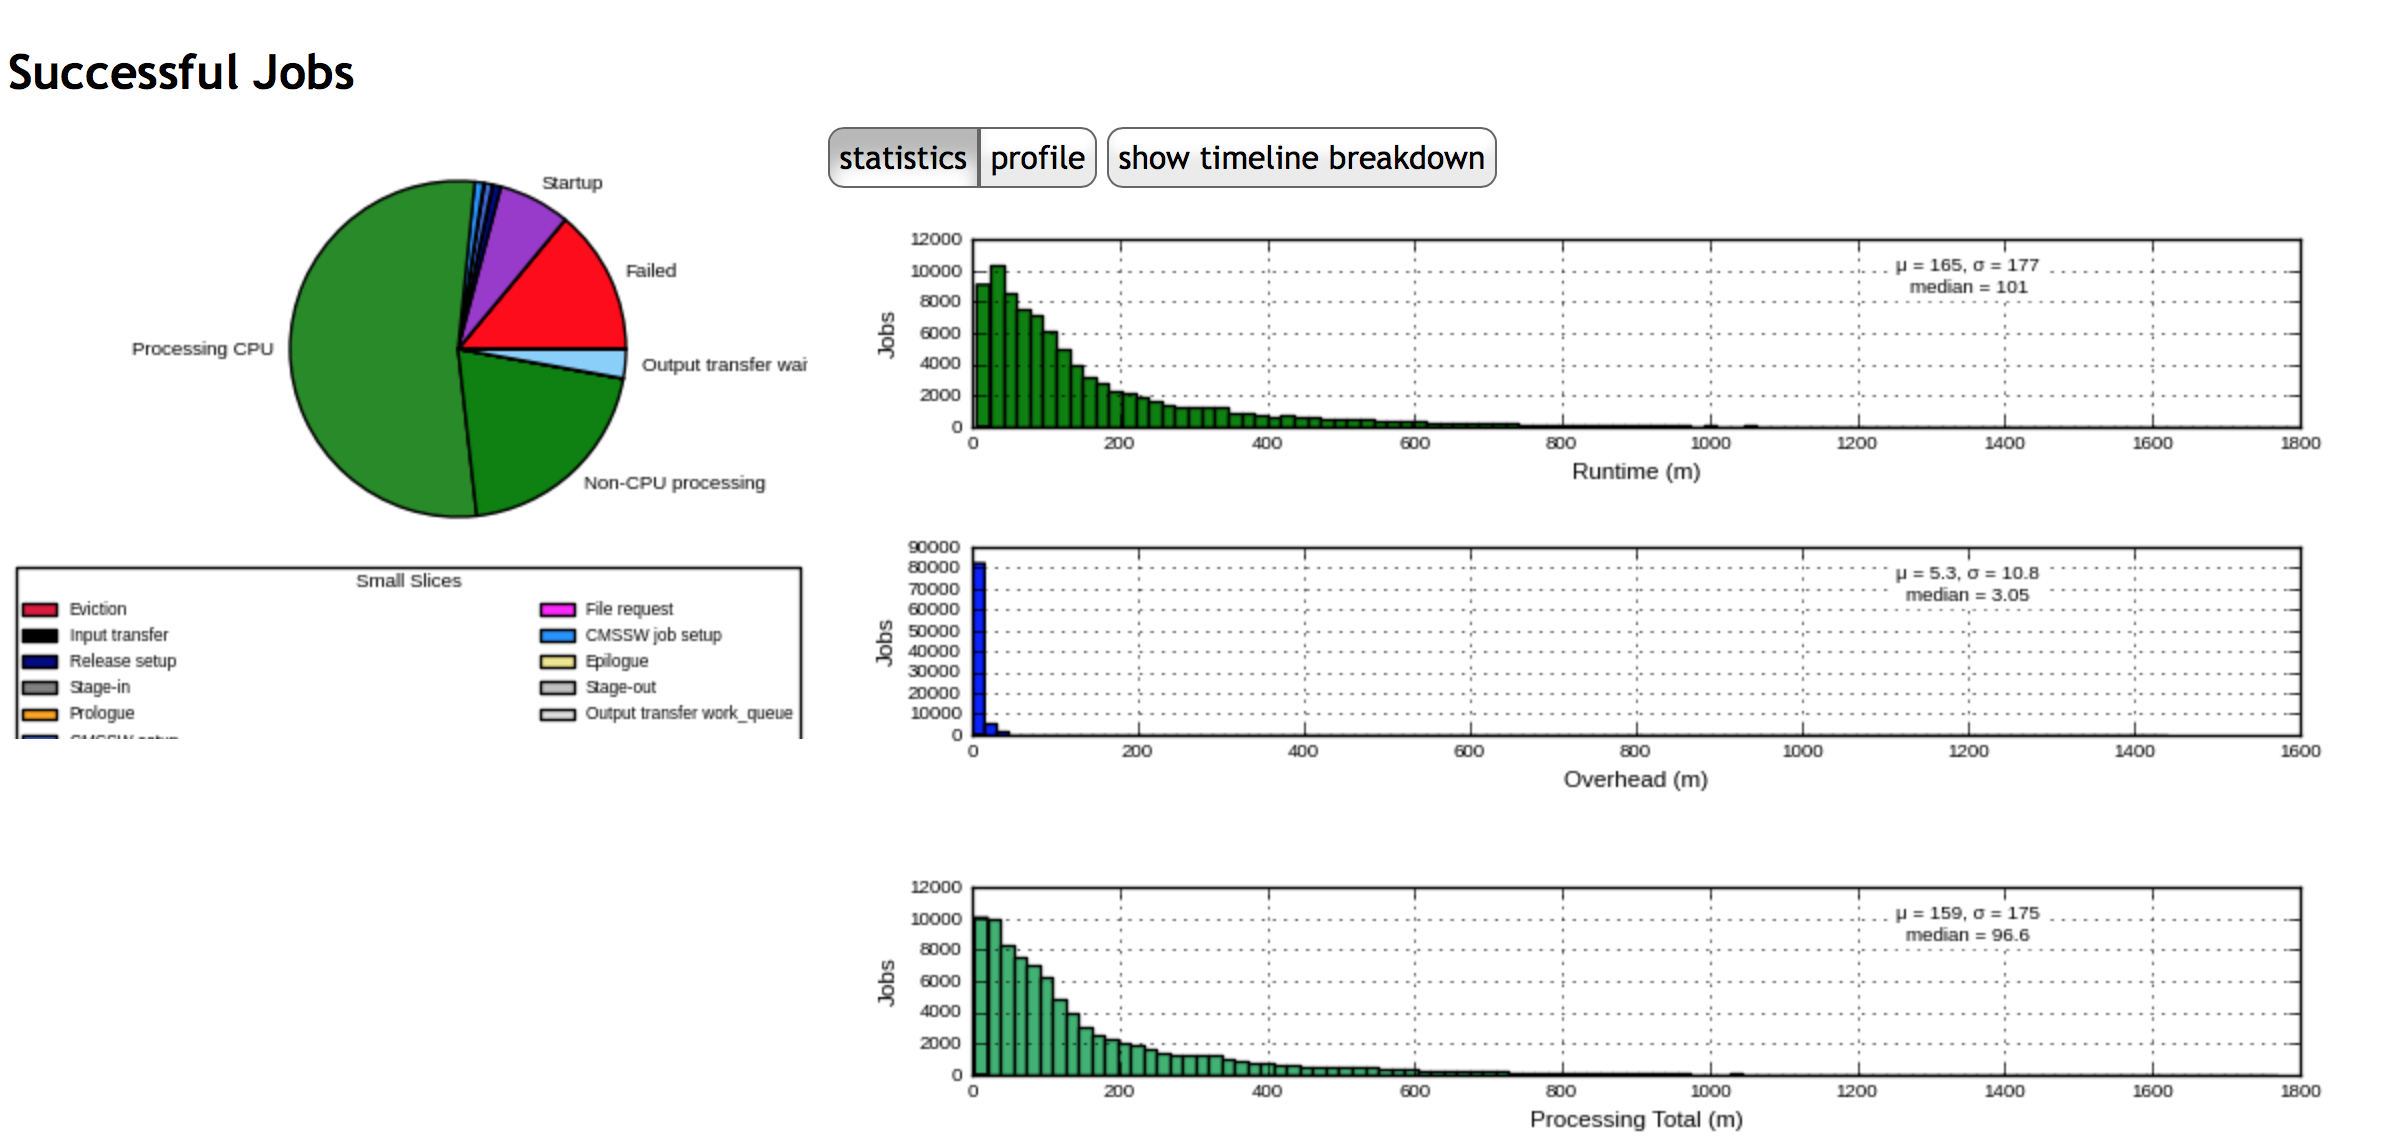 Successful Jobs
statistics profile show timeline breakdown
Startup
Failed
Processing CPU
Output transfer wai
Non-CPU processing
Small Slices
Eviction File request
Input transfer CMSSW job setup
Release setup Epilogue
Stage-in Stage-out
Prologue Output transfer work_queue
CMSSW setup
12000
10000
8000
6000
4000
2000
0
Jobs
μ = 165, σ = 177
median = 101
0 200 400 600 800 1000 1200 1400 1600 1800
Runtime (m)
90000
80000
70000
60000
50000
40000
30000
20000
10000
0
Jobs
μ = 5.3, σ = 10.8
median = 3.05
0 200 400 600 800 1000 1200 1400 1600
Overhead (m)
12000
10000
8000
6000
4000
2000
0
Jobs
μ = 159, σ = 175
median = 96.6
0 200 400 600 800 1000 1200 1400 1600 1800
Processing Total (m)